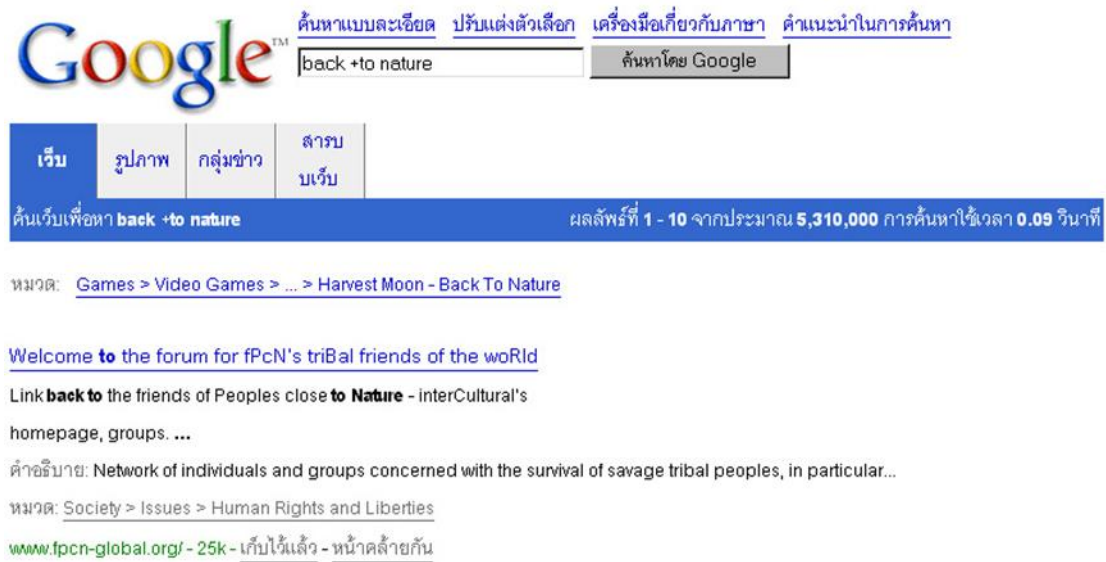 Google™
ค้นหาแบบละเอียด ปรับแต่งตัวเลือก เครื่องมือเกี่ยวกับภาษา คำแนะนำในการค้นหา
back +to nature ค้นหาโดย Google
เว็บ รูปภาพ กลุ่มข่าว สารบ
บเว็บ
ค้นเว็บเพื่อหา back +to nature ผลลัพธ์ที่ 1 - 10 จากประมาณ 5,310,000 การค้นหาใช้เวลา 0.09 วินาที
หมวด: Games > Video Games > ... > Harvest Moon - Back To Nature
Welcome to the forum for fPcN's triBal friends of the woRld
Link back to the friends of Peoples close to Nature - interCultural's
homepage, groups. ...
คำอธิบาย: Network of individuals and groups concerned with the survival of savage tribal peoples, in particular...
หมวด: Society > Issues > Human Rights and Liberties
www.fpcn-global.org/ - 25k - เก็บไว้แล้ว - หน้าคล้ายกัน